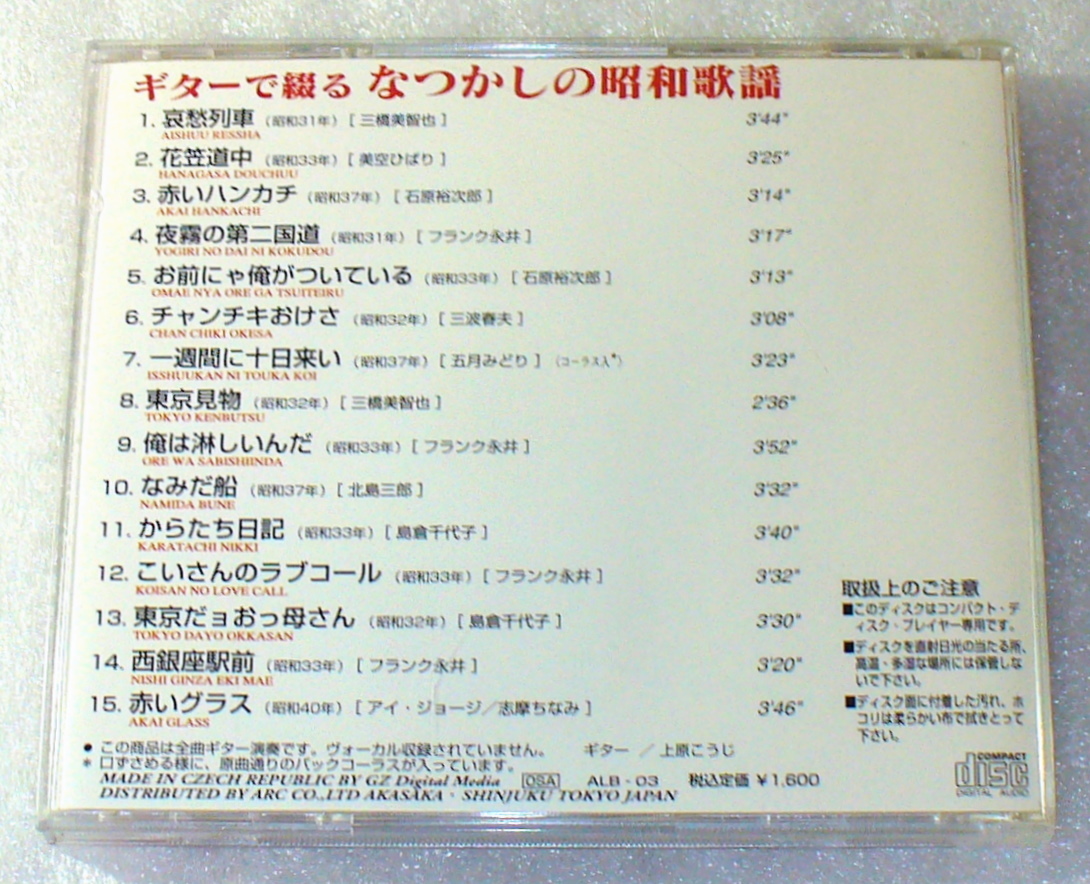 ギターで綴る なつかしの昭和歌謡
1. 哀愁列車 (昭和31年) [ 三橋美智也 ] 3'44"
AISHUU RESSHA
2. 花笠道中 (昭和33年) [ 美空ひばり ] 3'25"
HANAGASA DOUCHUU
3. 赤いハンカチ (昭和37年) [ 石原裕次郎 ] 3'14"
AKAI HANKACHI
4. 夜霧の第二国道 (昭和31年) [ フランク永井 ] 3'17"
YOGIRI NO DAI NI KOKUDOU
5. お前にゃ俺がついている (昭和33年) [ 石原裕次郎 ] 3'13"
OMAE NYA ORE GA TSUITEIRU
6. チャンチキおけさ (昭和32年) [ 三波春夫 ] 3'08"
CHAN CHIKI OKESA
7. 一週間に十日来い (昭和37年) [ 五月みどり ] (コーラス入*) 3'23"
ISSHUUKAN NI TOUKA KOI
8. 東京見物 (昭和32年) [ 三橋美智也 ] 2'36"
TOKYO KENBUTSU
9. 俺は淋しいんだ (昭和33年) [ フランク永井 ] 3'52"
ORE WA SABISHIINDA
10. なみだ船 (昭和37年) [ 北島三郎 ] 3'32"
NAMIDA BUNE
11. からたち日記 (昭和33年) [ 島倉千代子 ] 3'40"
KARATACHI NIKKI
12. こいさんのラブコール (昭和33年) [ フランク永井 ] 3'32"
KOISAN NO LOVE CALL
13. 東京だョおっ母さん (昭和32年) [ 島倉千代子 ] 3'30"
TOKYO DAYO OKKASAN
14. 西銀座駅前 (昭和33年) [ フランク永井 ] 3'20"
NISHI GINZA EKI MAE
15. 赤いグラス (昭和40年) [ アイ・ジョージ/志摩ちなみ ] 3'46"
AKAI GLASS
● この商品は全曲ギター演奏です。ヴォーカル収録されていません。 ギター / 上原こうじ
* 口ずさめる様に、原曲通りのバックコーラスが入っています。
MADE IN CZECH REPUBLIC BY GZ Digital Media OSA ALB-03 税込定価 ¥1,600
DISTRIBUTED BY ARC CO.,LTD AKASAKA・SHINJUKU TOKYO JAPAN
取扱上のご注意
■このディスクはコンパクト・デ
ィスク・プレイヤー専用です。
■ディスクを直射日光の当たる所、
高温・多湿な場所には保管しな
いで下さい。
■ディスク面に付着した汚れ、ホ
コリは柔らかい布で拭きとって
下さい。
COMPACT
disc
DIGITAL AUDIO